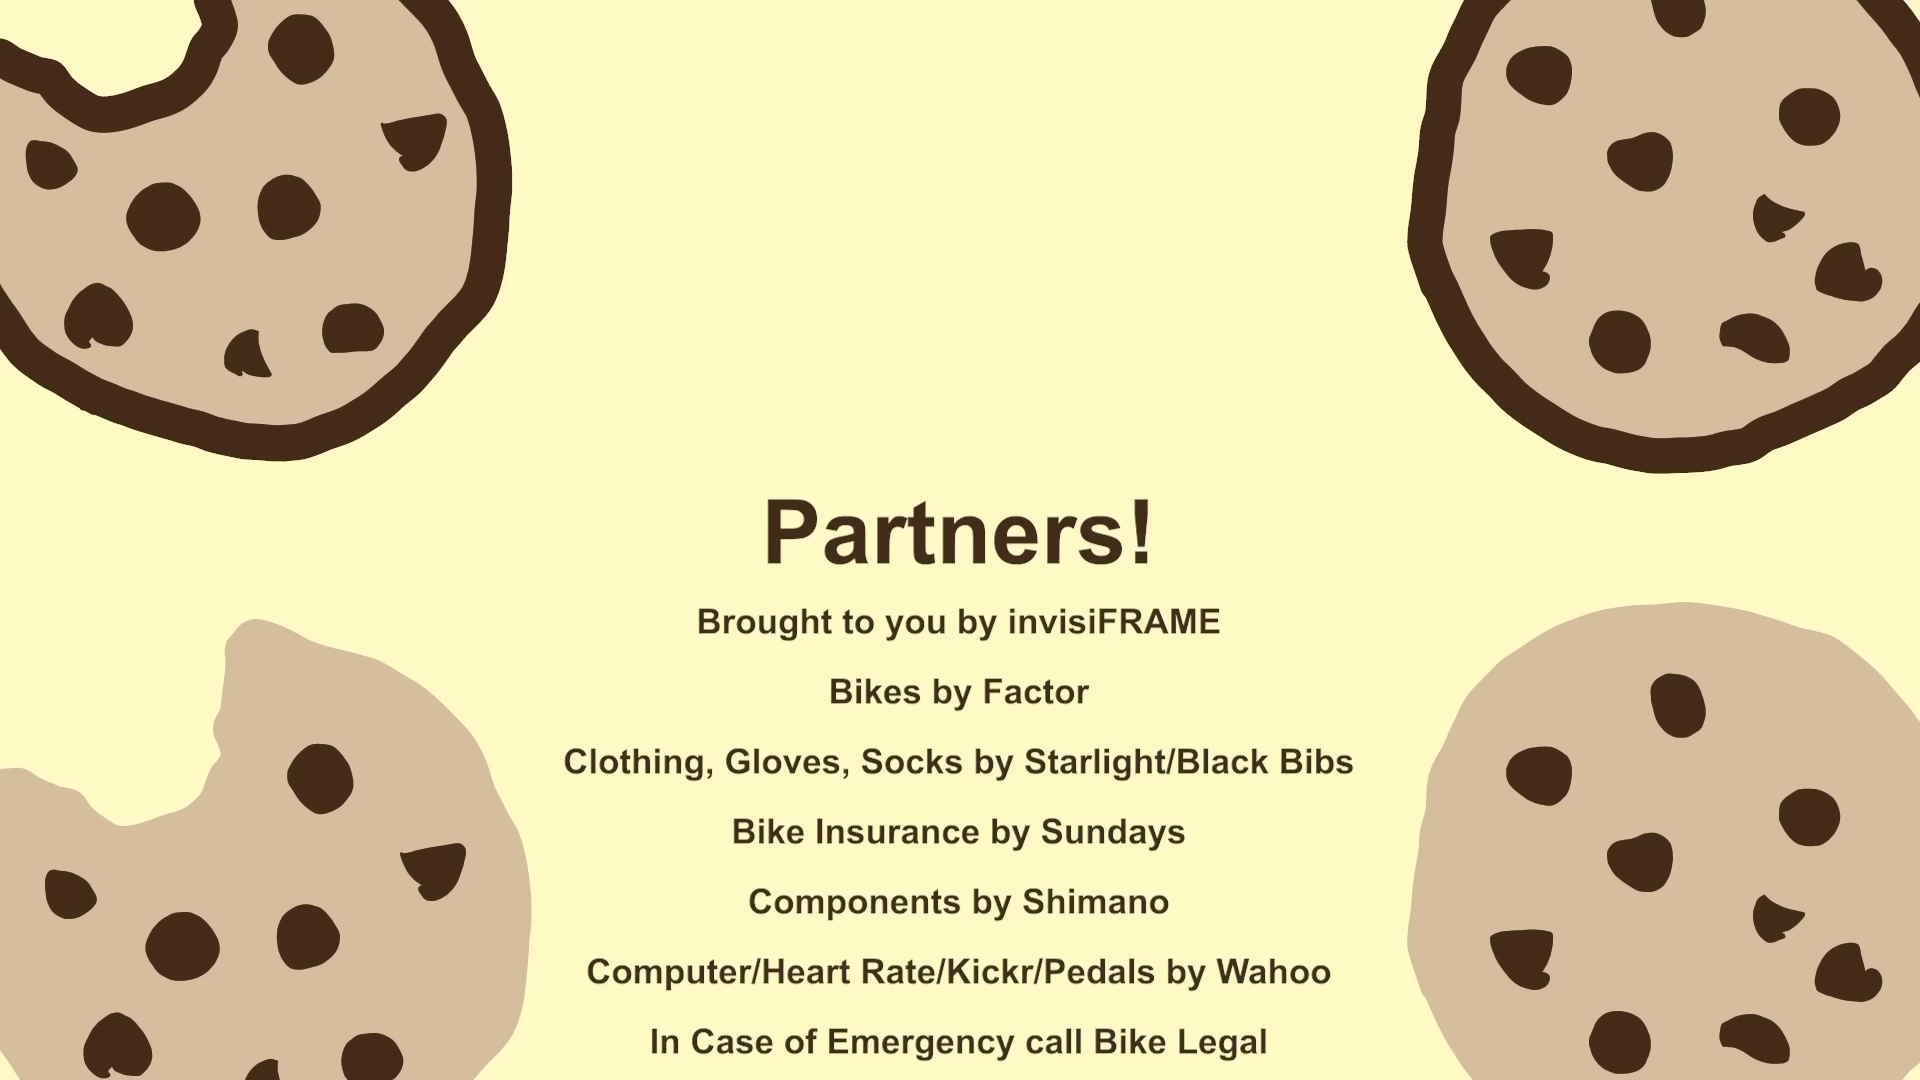 Partners!
Brought to you by invisiFRAME
Bikes by Factor
Clothing, Gloves, Socks by Starlight/Black Bibs
Bike Insurance by Sundays
Components by Shimano
Computer/Heart Rate/Kickr/Pedals by Wahoo
In Case of Emergency call Bike Legal